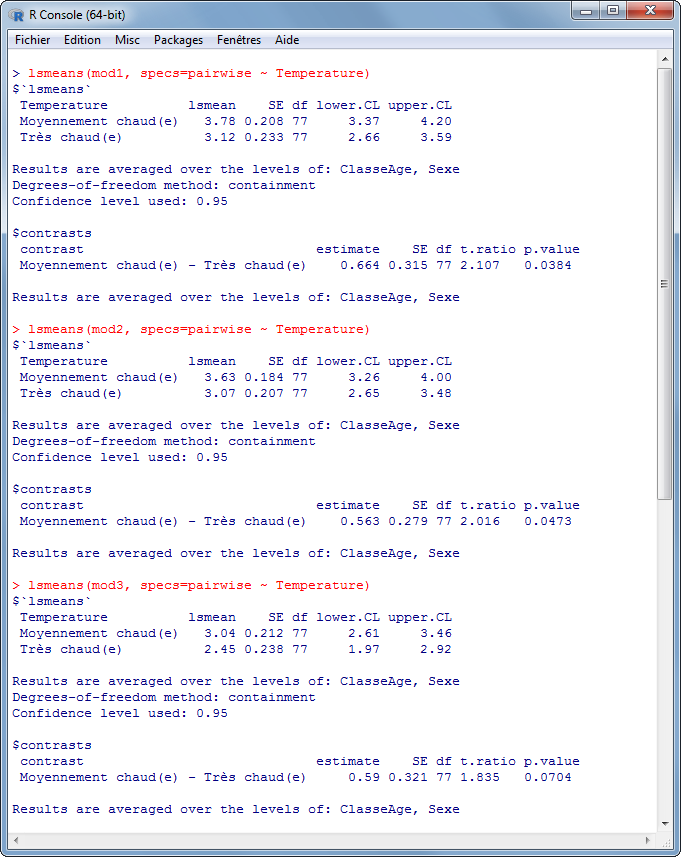 R Console (64-bit)
Fichier Edition Misc Packages Fenêtres Aide
> lsmeans(mod1, specs=pairwise ~ Temperature)
$`lsmeans`
Temperature lsmean SE df lower.CL upper.CL
Moyennement chaud(e) 3.78 0.208 77 3.37 4.20
Très chaud(e) 3.12 0.233 77 2.66 3.59
Results are averaged over the levels of: ClasseAge, Sexe
Degrees-of-freedom method: containment
Confidence level used: 0.95
$contrasts
contrast estimate SE df t.ratio p.value
Moyennement chaud(e) - Très chaud(e) 0.664 0.315 77 2.107 0.0384
Results are averaged over the levels of: ClasseAge, Sexe
> lsmeans(mod2, specs=pairwise ~ Temperature)
$`lsmeans`
Temperature lsmean SE df lower.CL upper.CL
Moyennement chaud(e) 3.63 0.184 77 3.26 4.00
Très chaud(e) 3.07 0.207 77 2.65 3.48
Results are averaged over the levels of: ClasseAge, Sexe
Degrees-of-freedom method: containment
Confidence level used: 0.95
$contrasts
contrast estimate SE df t.ratio p.value
Moyennement chaud(e) - Très chaud(e) 0.563 0.279 77 2.016 0.0473
Results are averaged over the levels of: ClasseAge, Sexe
> lsmeans(mod3, specs=pairwise ~ Temperature)
$`lsmeans`
Temperature lsmean SE df lower.CL upper.CL
Moyennement chaud(e) 3.04 0.212 77 2.61 3.46
Très chaud(e) 2.45 0.238 77 1.97 2.92
Results are averaged over the levels of: ClasseAge, Sexe
Degrees-of-freedom method: containment
Confidence level used: 0.95
$contrasts
contrast estimate SE df t.ratio p.value
Moyennement chaud(e) - Très chaud(e) 0.59 0.321 77 1.835 0.0704
Results are averaged over the levels of: ClasseAge, Sexe